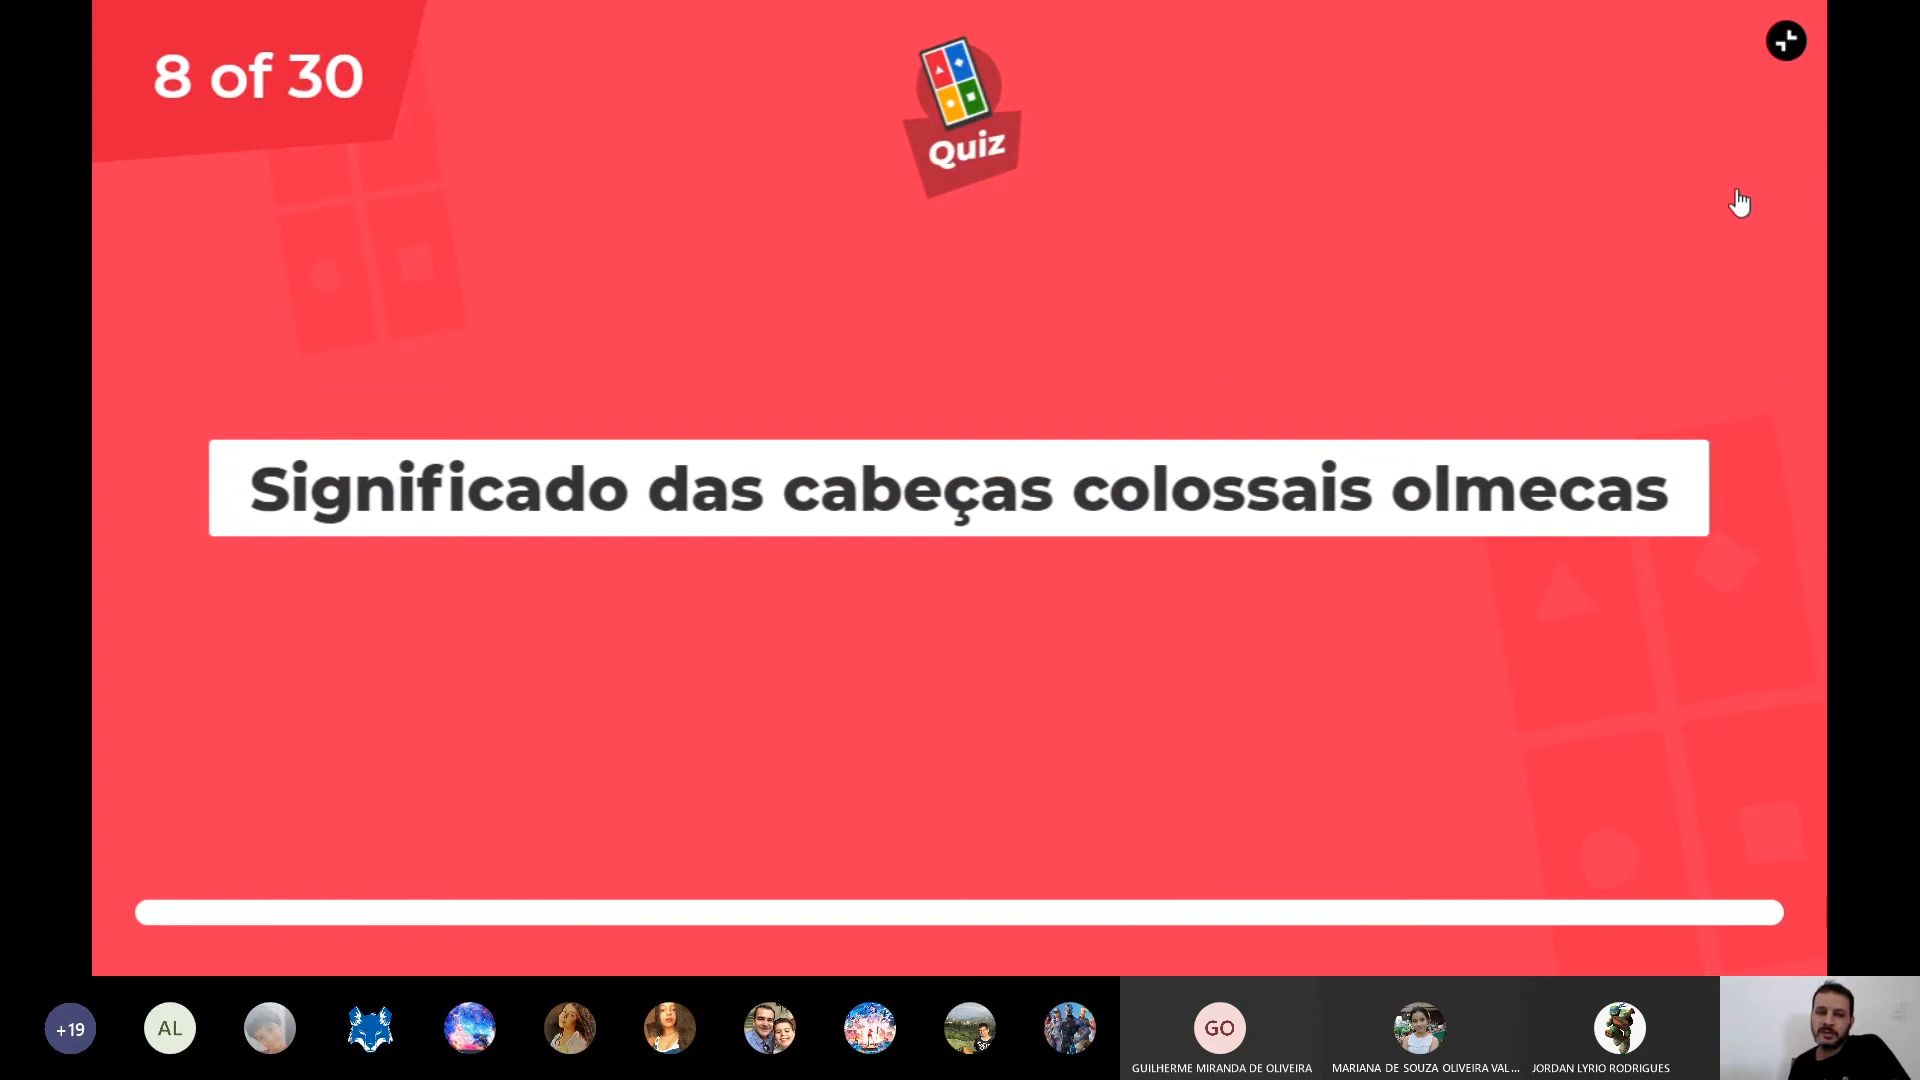 8 of 30
Quiz
Significado das cabeças colossais olmecas
+19
AL
GO
GUILHERME MIRANDA DE OLIVEIRA
MARIANA DE SOUZA OLIVEIRA VAL...
JORDAN LYRIO RODRIGUES